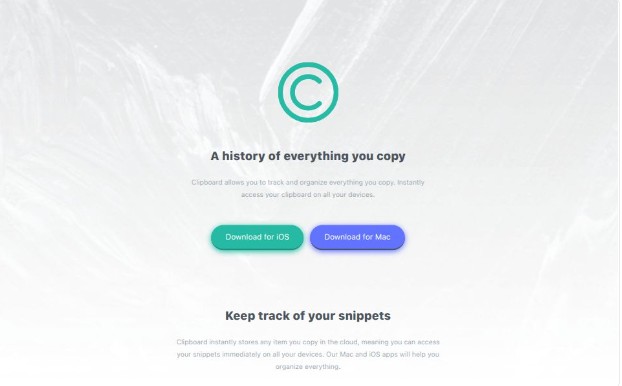 A history of everything you copy
Clipboard allows you to track and organize everything you copy. Instantly
access your clipboard on all your devices.
Download for iOS
Download for Mac
Keep track of your snippets
Clipboard instantly stores any item you copy in the cloud, meaning you can access
your snippets immediately on all your devices. Our Mac and iOS apps will help you
organize everything.